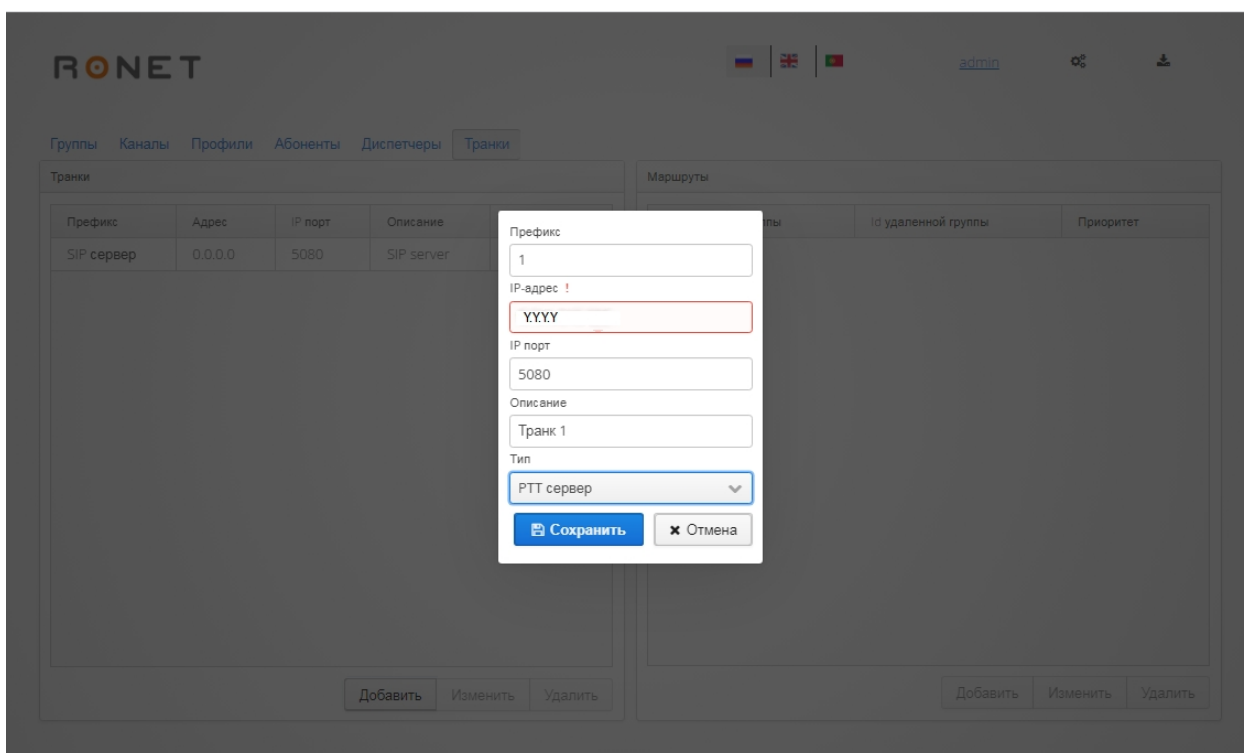 RONET
admin
Группы Каналы Профили Абоненты Диспетчеры Транки
Транки
Маршруты
Префикс Адрес IP порт Описание
Id удаленной группы Приоритет
SIP сервер 0.0.0.0 5080 SIP server
Префикс
1
IP-адрес !
Y.Y.Y.Y
IP порт
5080
Описание
Транк 1
Тип
PTT сервер
Сохранить Отмена
Добавить Изменить Удалить
Добавить Изменить Удалить